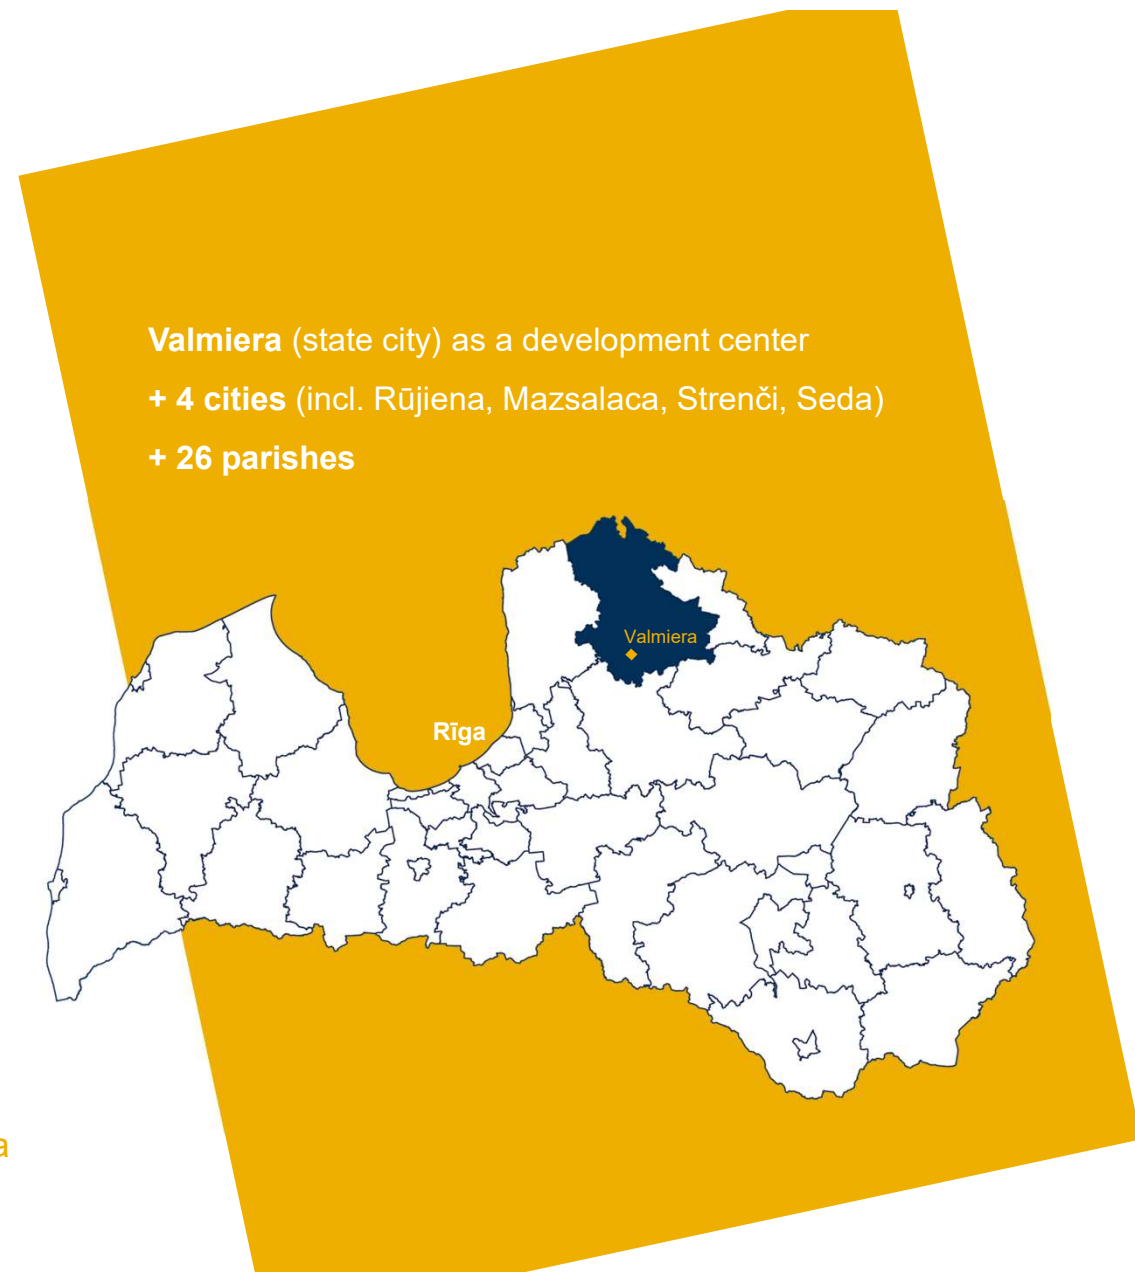 Valmiera (state city) as a development center
+ 4 cities (incl. Rūjiena, Mazsalaca, Strenči, Seda)
+ 26 parishes
Valmiera
Rīga
a